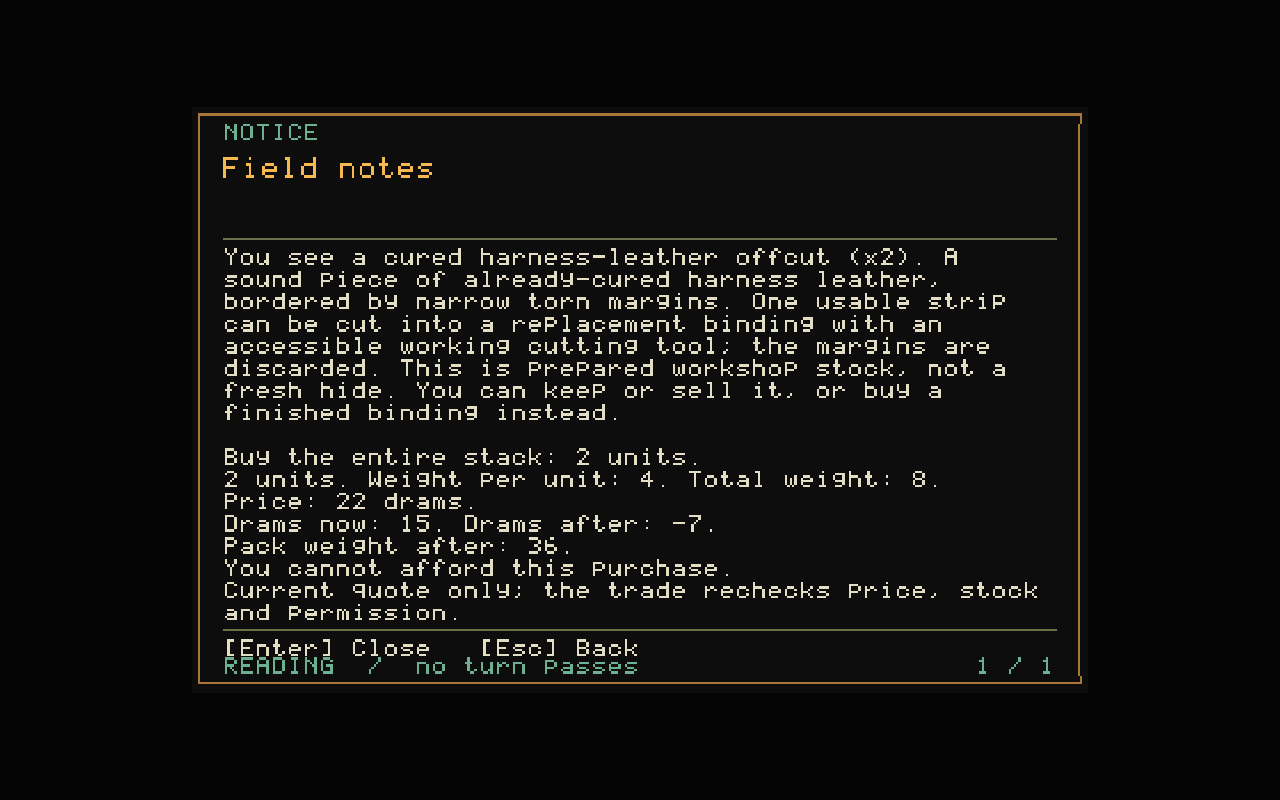 NOTICE
Field notes
You see a cured harness-leather offcut (x2). A
sound piece of already-cured harness leather,
bordered by narrow torn margins. One usable strip
can be cut into a replacement binding with an
accessible working cutting tool; the margins are
discarded. This is prepared workshop stock, not a
fresh hide. You can keep or sell it, or buy a
finished binding instead.
Buy the entire stack: 2 units.
2 units. Weight per unit: 4. Total weight: 8.
Price: 22 drams.
Drams now: 15. Drams after: -7.
Pack weight after: 36.
You cannot afford this purchase.
Current quote only; the trade rechecks price, stock
and permission.
[Enter] Close [Esc] Back
READING / no turn passes 1 / 1